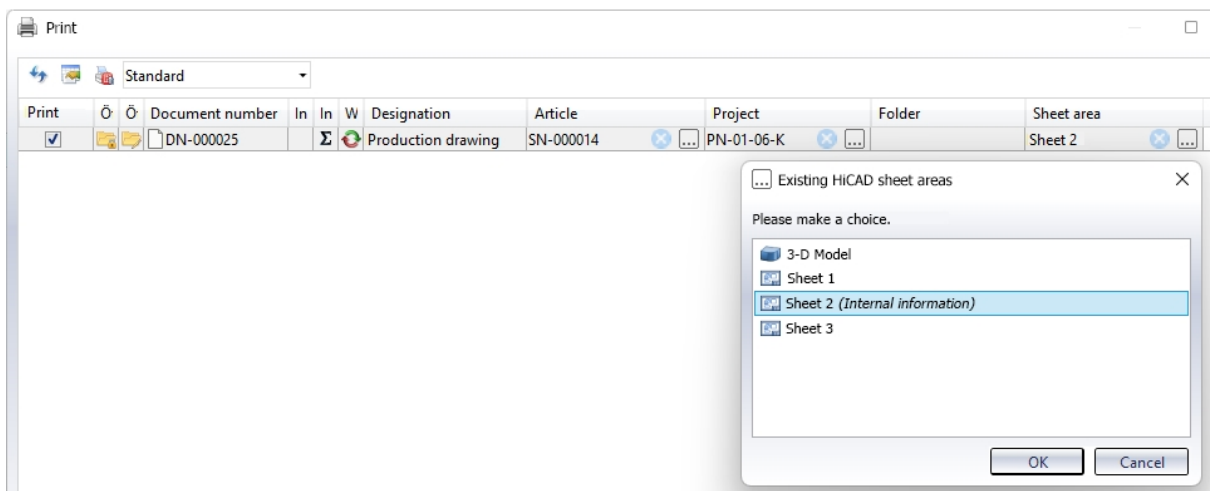 Print
Standard
Print Ö Ö Document number In In W Designation Article Project Folder Sheet area
DN-000025 Σ Production drawing SN-000014 ... PN-01-06-K ... Sheet 2 ...
... Existing HiCAD sheet areas
Please make a choice.
3-D Model
Sheet 1
Sheet 2 (Internal information)
Sheet 3
OK Cancel